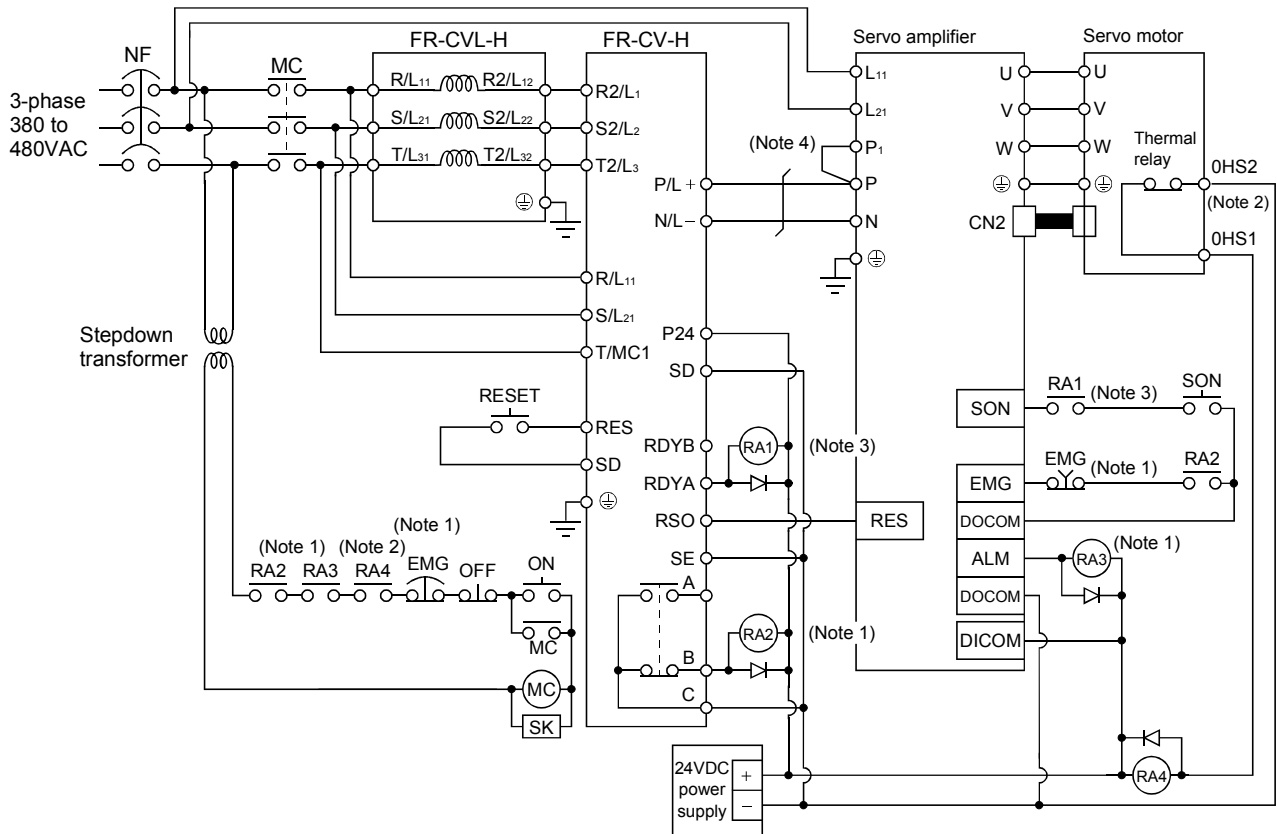 FR-CVL-H
FR-CV-H
Servo amplifier
Servo motor
NF
MC
3-phase
380 to
480VAC
R/L11
R2/L12
S/L21
S2/L22
T/L31
T2/L32
R2/L1
S2/L2
T2/L3
P/L+
N/L−
R/L11
S/L21
T/MC1
(Note 4)
L11
L21
P1
P
N
U
V
W
CN2
U
V
W
Thermal
relay
0HS2
(Note 2)
0HS1
Stepdown
transformer
RESET
RES
SD
P24
SD
RDYB
RDYA
RSO
SE
A
B
C
RA1
(Note 3)
RA2
(Note 1)
RES
SON
RA1
(Note 3)
SON
EMG
EMG
(Note 1)
RA2
DOCOM
ALM
RA3
(Note 1)
DOCOM
DICOM
(Note 1)
RA2
RA3
(Note 2)
RA4
(Note 1)
EMG
OFF
ON
MC
MC
SK
24VDC
power
supply
+
−
RA4